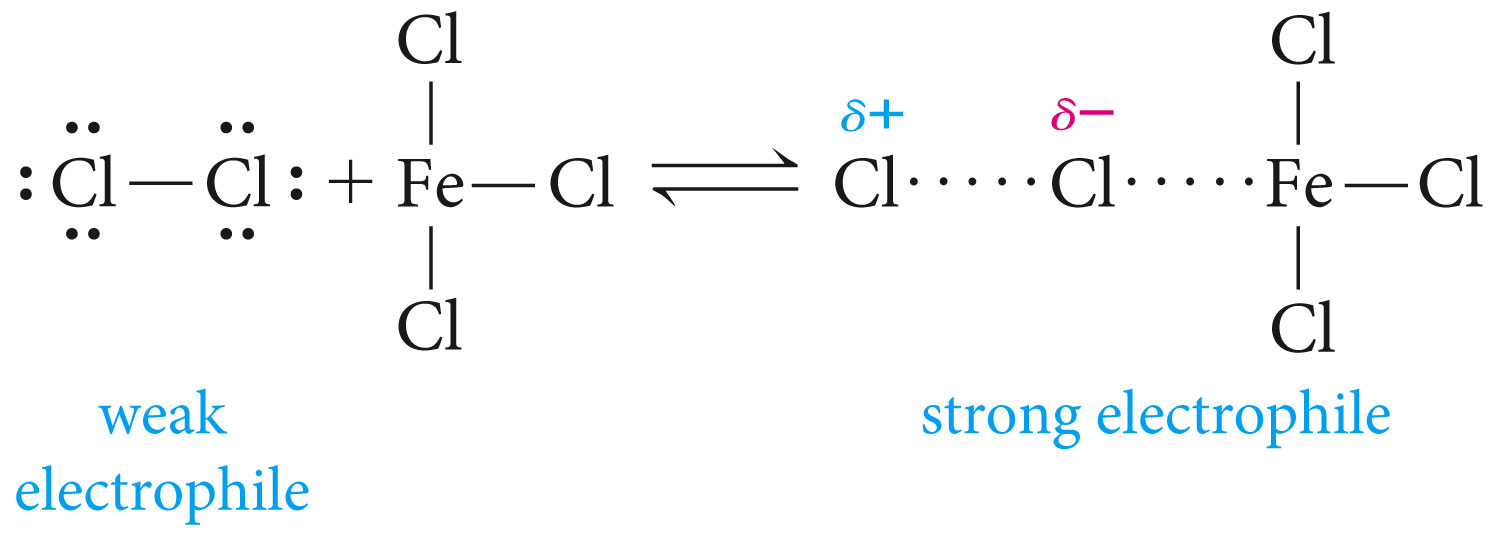 Cl Cl
δ+ δ−
:Cl—Cl: + Fe—Cl ⇌ Cl·····Cl·····Fe—Cl
Cl Cl
weak strong electrophile
electrophile